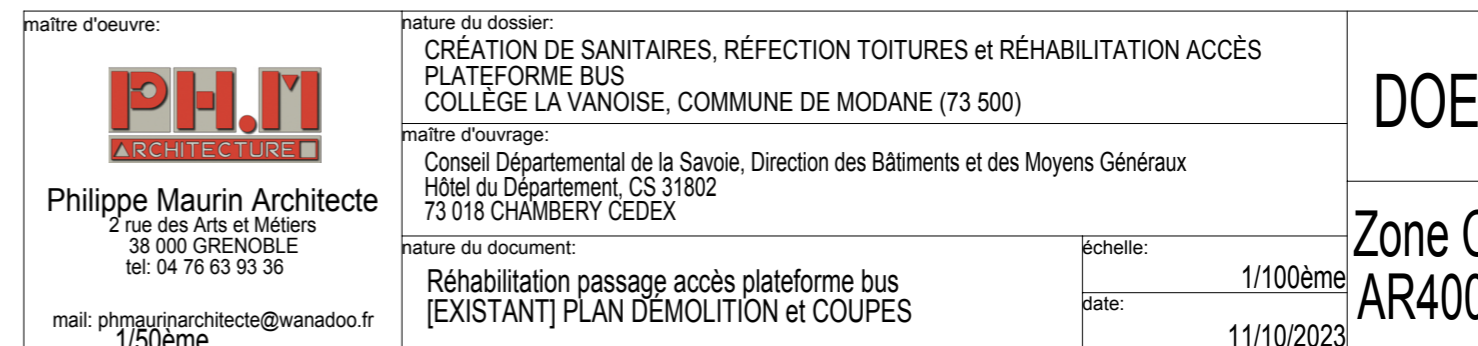 maître d'oeuvre:
PH.M
ARCHITECTURE
Philippe Maurin Architecte
2 rue des Arts et Métiers
38 000 GRENOBLE
tel: 04 76 63 93 36
mail: phmaurinarchitecte@wanadoo.fr
1/50ème
nature du dossier:
CRÉATION DE SANITAIRES, RÉFECTION TOITURES et RÉHABILITATION ACCÈS
PLATEFORME BUS
COLLÈGE LA VANOISE, COMMUNE DE MODANE (73 500)
maître d'ouvrage:
Conseil Départemental de la Savoie, Direction des Bâtiments et des Moyens Généraux
Hôtel du Département, CS 31802
73 018 CHAMBERY CEDEX
nature du document:
Réhabilitation passage accès plateforme bus
[EXISTANT] PLAN DÉMOLITION et COUPES
échelle:
1/100ème
date:
11/10/2023
DOE
Zone